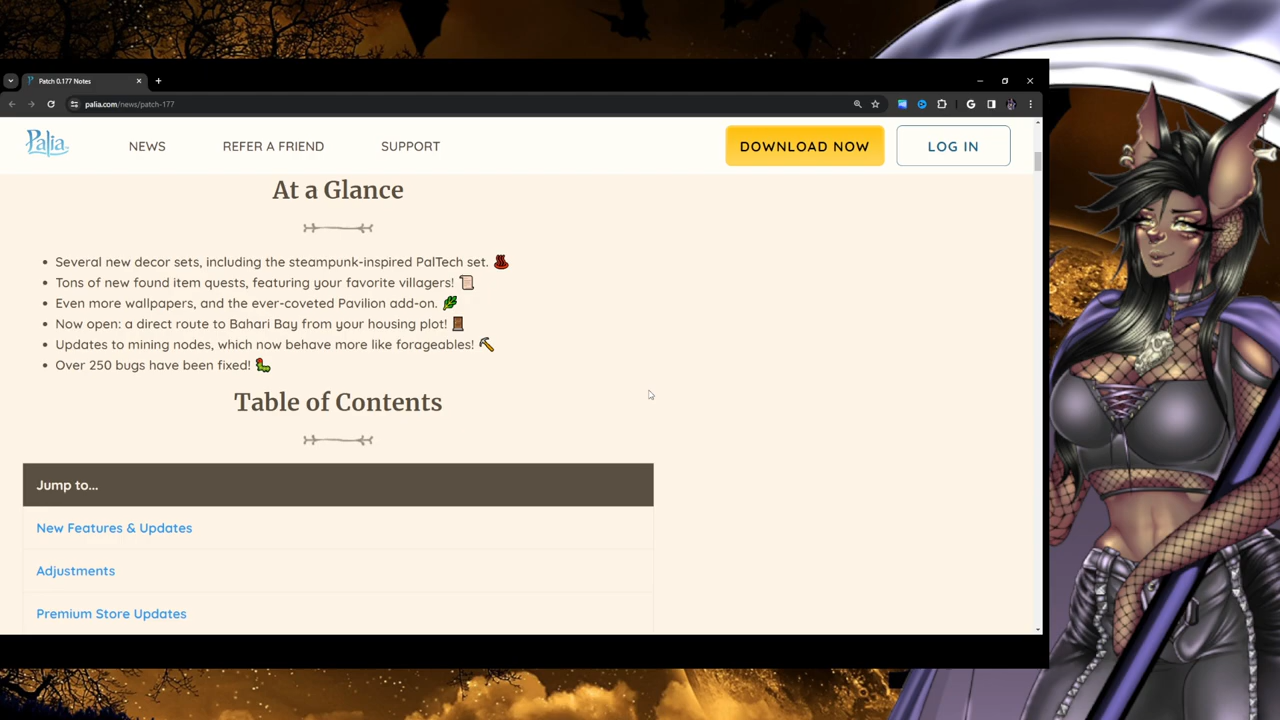 Patch 0.177 Notes
palia.com/news/patch-177
Palia
NEWS
REFER A FRIEND
SUPPORT
DOWNLOAD NOW
LOG IN
At a Glance
Several new decor sets, including the steampunk-inspired PalTech set.
Tons of new found item quests, featuring your favorite villagers!
Even more wallpapers, and the ever-coveted Pavilion add-on.
Now open: a direct route to Bahari Bay from your housing plot!
Updates to mining nodes, which now behave more like forageables!
Over 250 bugs have been fixed!
Table of Contents
Jump to...
New Features & Updates
Adjustments
Premium Store Updates